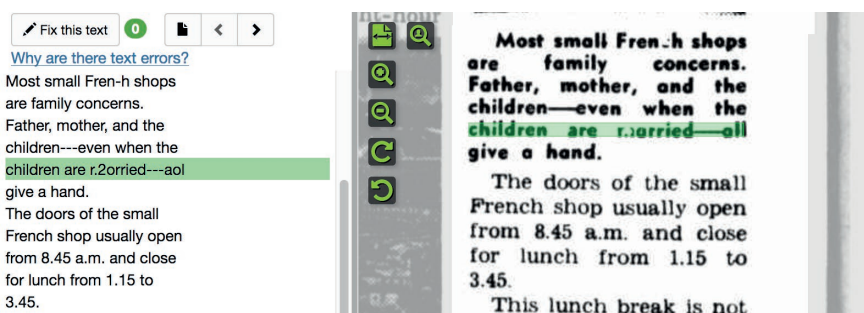 Fix this text 0
Why are there text errors?
Most small Fren-h shops
are family concerns.
Father, mother, and the
children---even when the
children are r.2orried---aol
give a hand.
The doors of the small
French shop usually open
from 8.45 a.m. and close
for lunch from 1.15 to
3.45.
nt-hour
Most small Fren.h shops
are family concerns.
Father, mother, and the
children—even when the
children are r..arried—all
give a hand.
The doors of the small
French shop usually open
from 8.45 a.m. and close
for lunch from 1.15 to
3.45.
This lunch break is not